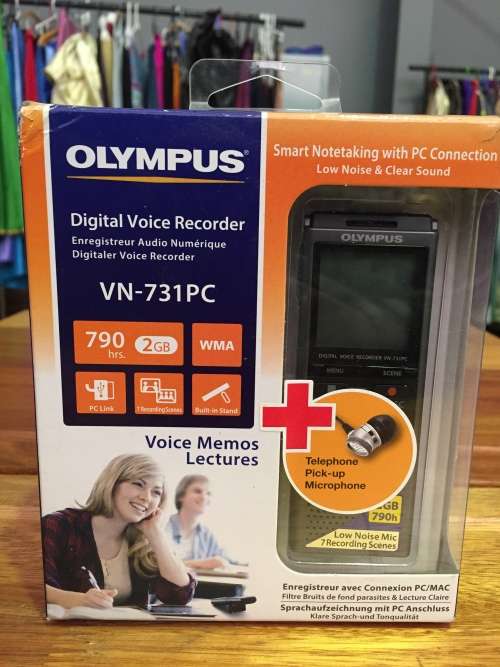 OLYMPUS®
Digital Voice Recorder
Enregistreur Audio Numérique
Digitaler Voice Recorder
VN-731PC
790
hrs.
2GB
WMA
PC Link
7 Recording Scenes
Built-in Stand
Voice Memos
Lectures
Smart Notetaking with PC Connection
Low Noise & Clear Sound
OLYMPUS
DIGITAL VOICE RECORDER VN-731PC
MENU
SCENE
Telephone
Pick-up
Microphone
2GB
790h
Low Noise Mic
7 Recording Scenes
Enregistreur avec Connexion PC/MAC
Filtre Bruits de fond parasites & Lecture Claire
Sprachaufzeichnung mit PC Anschluss
Klare Sprach-und Tonqualität